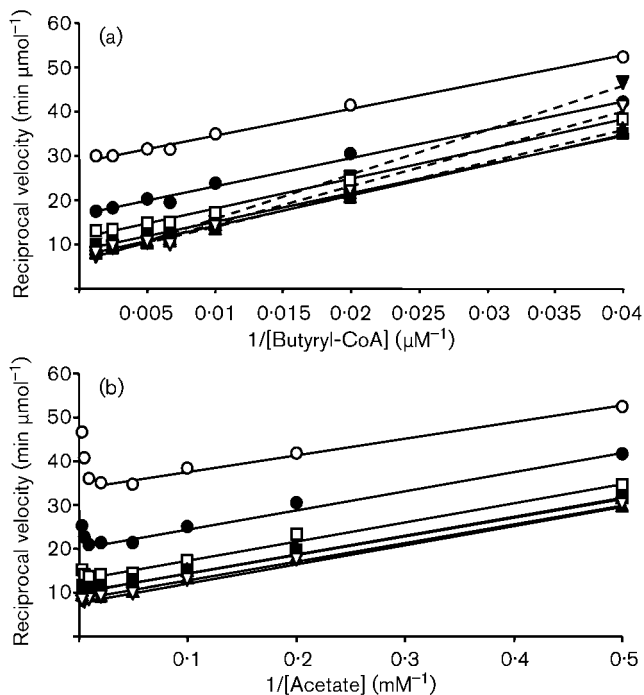 (a)
Reciprocal velocity (min μmol−1)
60
50
40
30
20
10
0·005 0·01 0·015 0·02 0·025 0·03 0·035 0·04
1/[Butyryl-CoA] (μM−1)
(b)
Reciprocal velocity (min μmol−1)
60
50
40
30
20
10
0·1 0·2 0·3 0·4 0·5
1/[Acetate] (mM−1)